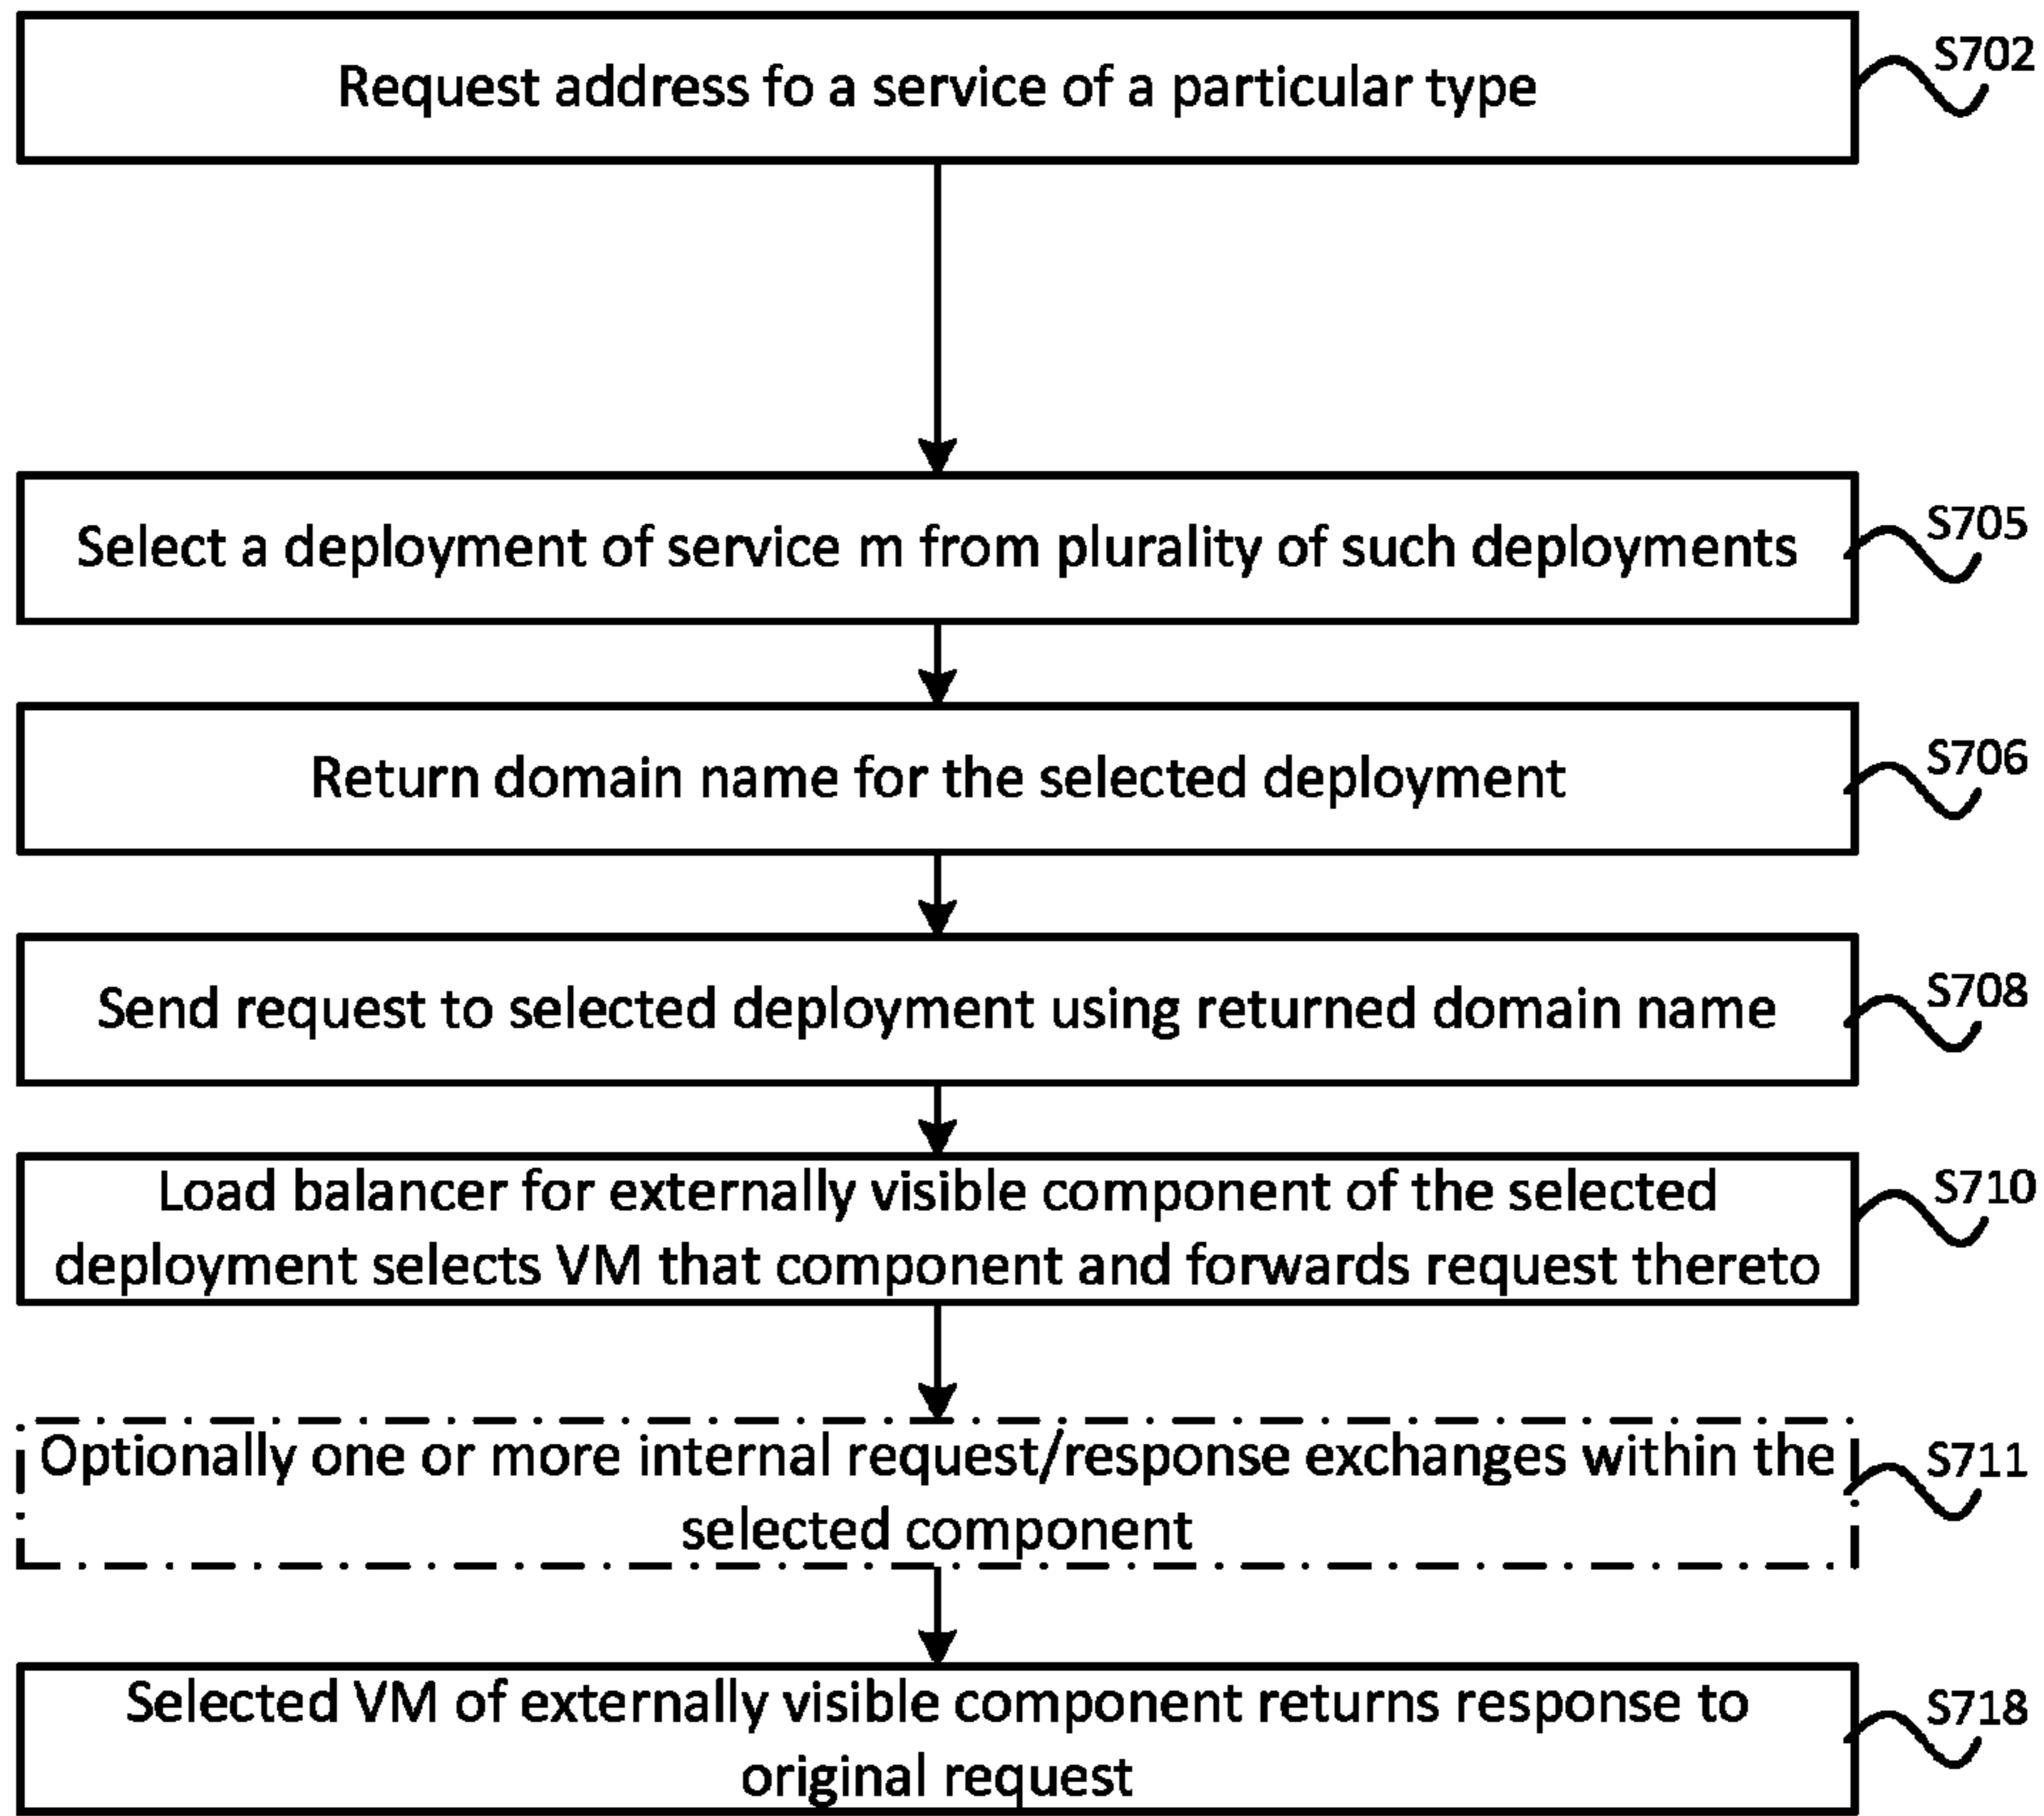 Request address fo a service of a particular type
S702
Select a deployment of service m from plurality of such deployments
S705
Return domain name for the selected deployment
S706
Send request to selected deployment using returned domain name
S708
Load balancer for externally visible component of the selected
deployment selects VM that component and forwards request thereto
S710
Optionally one or more internal request/response exchanges within the
selected component
S711
Selected VM of externally visible component returns response to
original request
S718